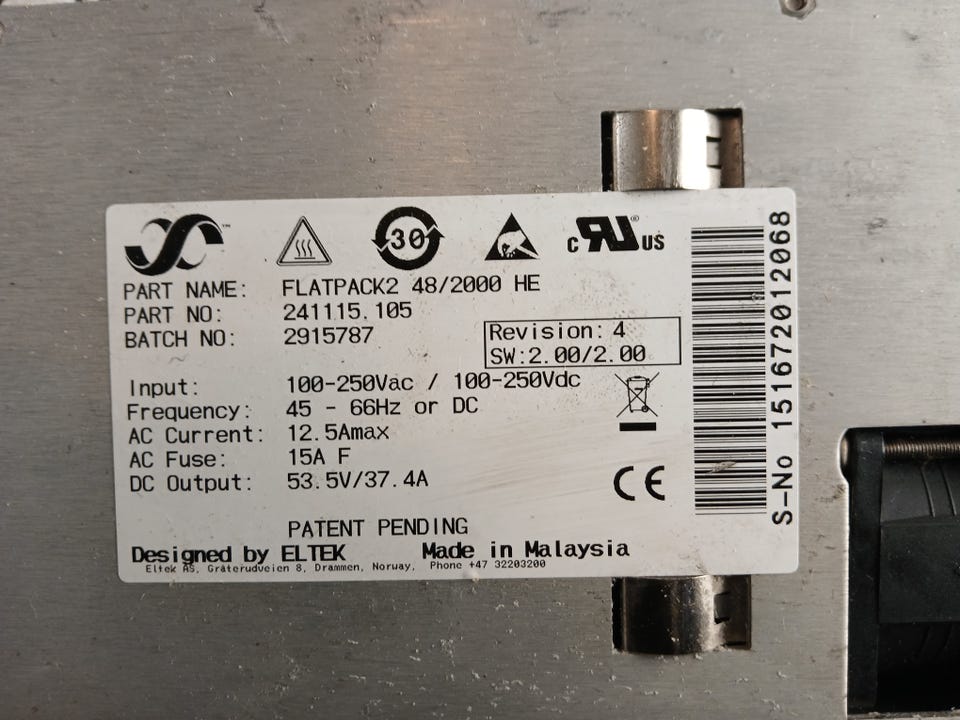 ™
30
C RU ® US
PART NAME: FLATPACK2 48/2000 HE
PART NO: 241115.105
BATCH NO: 2915787
Revision: 4
SW:2.00/2.00
Input: 100-250Vac / 100-250Vdc
Frequency: 45 - 66Hz or DC
AC Current: 12.5Amax
AC Fuse: 15A F
DC Output: 53.5V/37.4A
CE
PATENT PENDING
Designed by ELTEK Made in Malaysia
Eltek AS, Gråterudveien 8, Drammen, Norway, Phone +47 32203200
S-No 151672012068